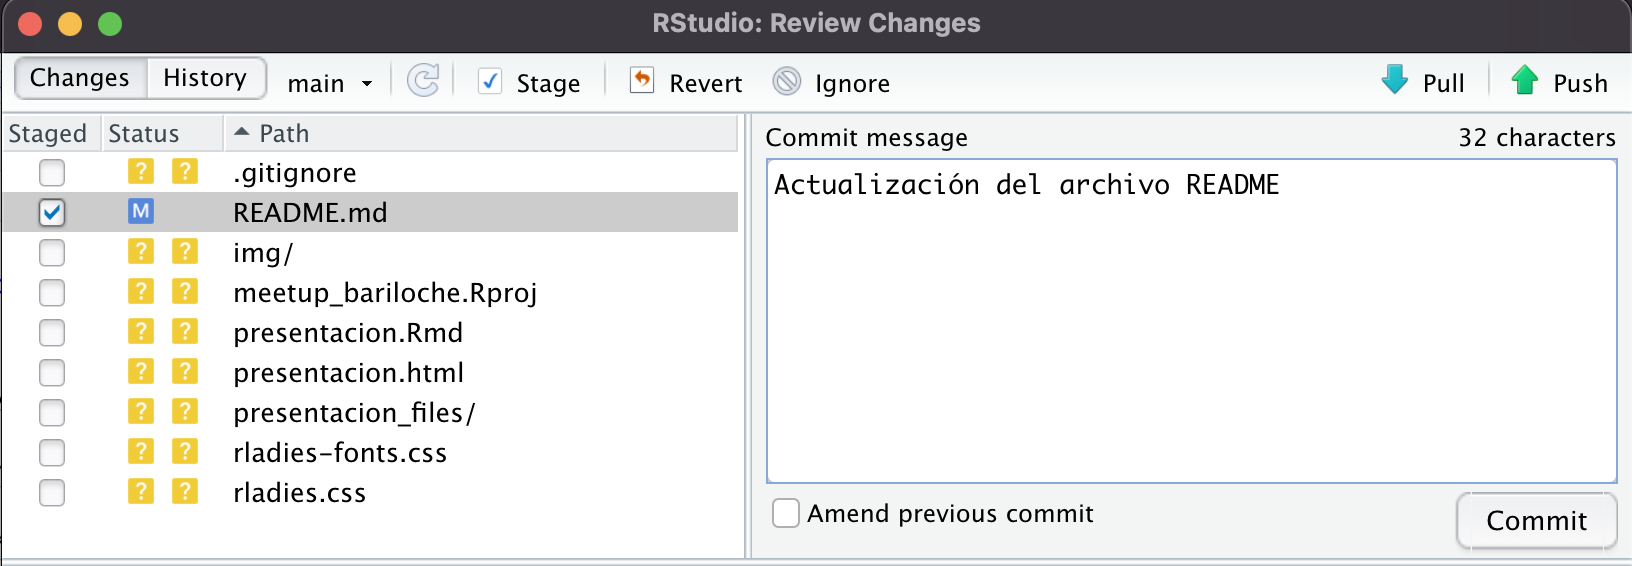 RStudio: Review Changes
Changes History main Stage Revert Ignore Pull Push
Staged Status Path
? ? .gitignore
M README.md
? ? img/
? ? meetup_bariloche.Rproj
? ? presentacion.Rmd
? ? presentacion.html
? ? presentacion_files/
? ? rladies-fonts.css
? ? rladies.css
Commit message 32 characters
Actualización del archivo README
Amend previous commit
Commit